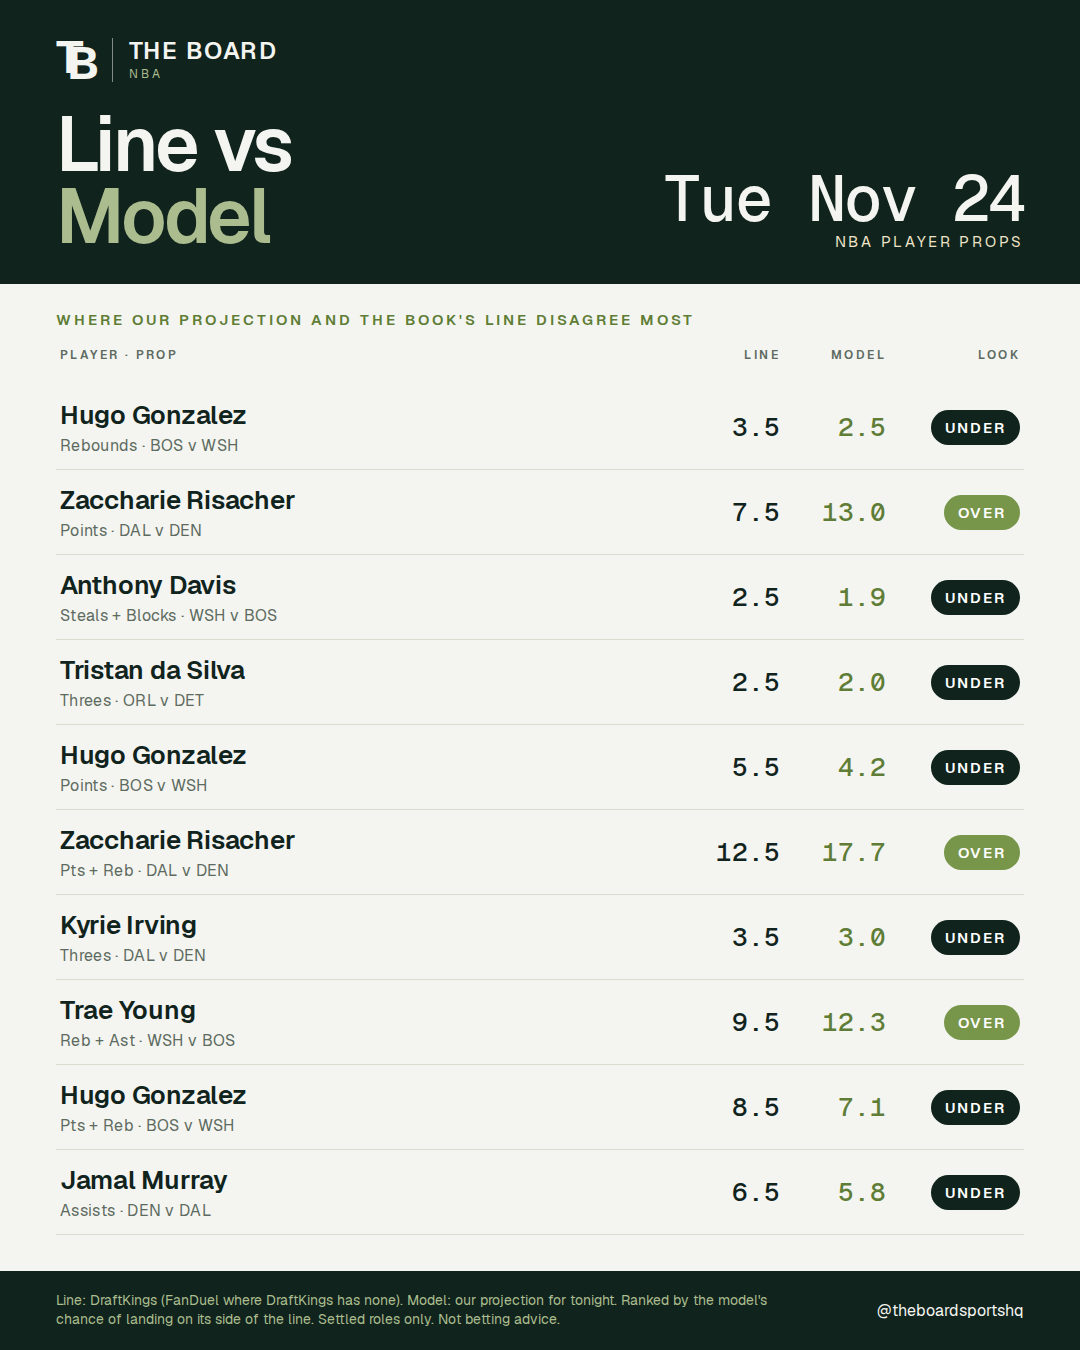 TB
THE BOARD
NBA
Line vs
Model
Tue Nov 24
NBA PLAYER PROPS
WHERE OUR PROJECTION AND THE BOOK'S LINE DISAGREE MOST
PLAYER · PROP LINE MODEL LOOK
Hugo Gonzalez
Rebounds · BOS v WSH
3.5 2.5 UNDER
Zaccharie Risacher
Points · DAL v DEN
7.5 13.0 OVER
Anthony Davis
Steals + Blocks · WSH v BOS
2.5 1.9 UNDER
Tristan da Silva
Threes · ORL v DET
2.5 2.0 UNDER
Hugo Gonzalez
Points · BOS v WSH
5.5 4.2 UNDER
Zaccharie Risacher
Pts + Reb · DAL v DEN
12.5 17.7 OVER
Kyrie Irving
Threes · DAL v DEN
3.5 3.0 UNDER
Trae Young
Reb + Ast · WSH v BOS
9.5 12.3 OVER
Hugo Gonzalez
Pts + Reb · BOS v WSH
8.5 7.1 UNDER
Jamal Murray
Assists · DEN v DAL
6.5 5.8 UNDER
Line: DraftKings (FanDuel where DraftKings has none). Model: our projection for tonight. Ranked by the model's
chance of landing on its side of the line. Settled roles only. Not betting advice.
@theboardsportshq